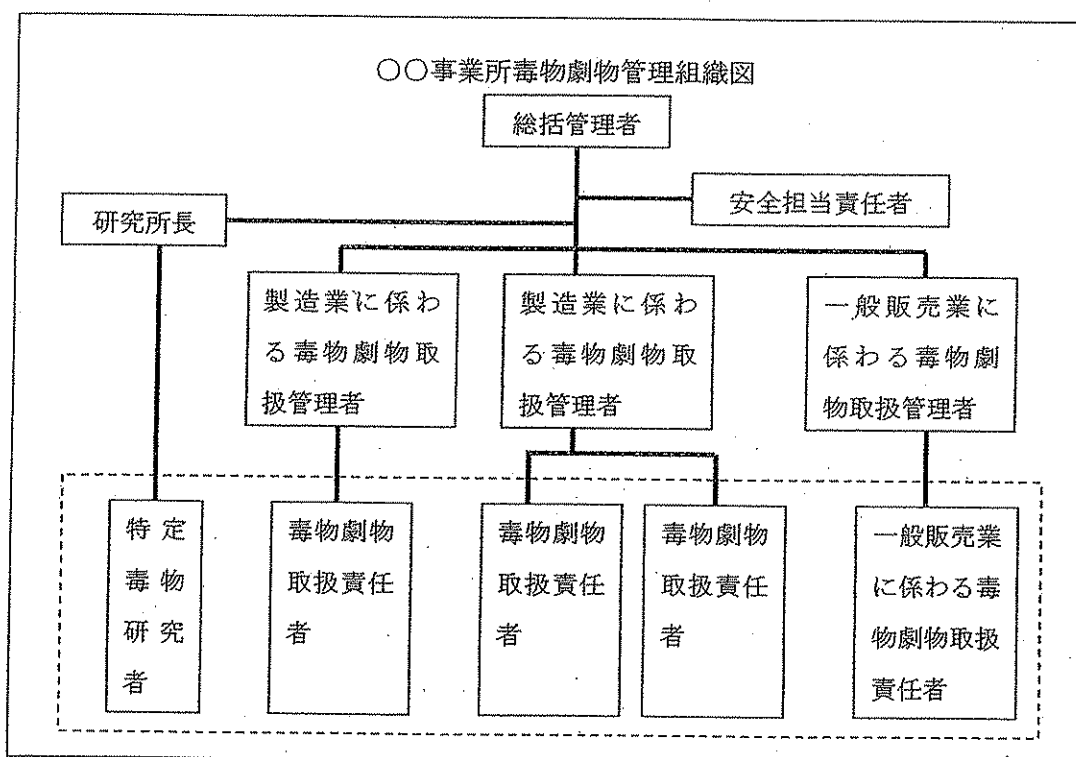 〇〇事業所毒物劇物管理組織図
総括管理者
安全担当責任者
研究所長
製造業に係わ
る毒物劇物取
扱管理者
製造業に係わ
る毒物劇物取
扱管理者
一般販売業に
係わる毒物劇
物取扱管理者
特定
毒物
研究
者
毒物劇物
取扱責任
者
毒物劇物
取扱責任
者
毒物劇物
取扱責任
者
一般販売業
に係わる毒
物劇物取扱
責任者